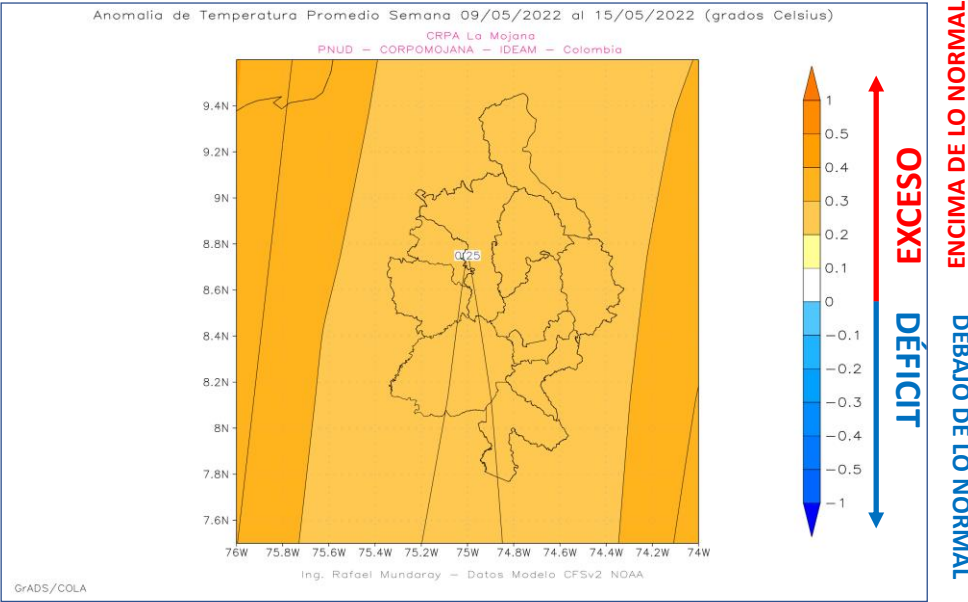 Anomalia de Temperatura Promedio Semana 09/05/2022 al 15/05/2022 (grados Celsius)
CRPA La Mojana
PNUD – CORPOMOJANA – IDEAM – Colombia
9.4N
9.2N
9N
8.8N
8.6N
8.4N
8.2N
8N
7.8N
7.6N
0.25
76W 75.8W 75.6W 75.4W 75.2W 75W 74.8W 74.6W 74.4W 74.2W 74W
Ing. Rafael Mundaray – Datos Modelo CFSv2 NOAA
GrADS/COLA
1
0.5
0.4
0.3
0.2
0.1
0
−0.1
−0.2
−0.3
−0.4
−0.5
−1
EXCESO
DÉFICIT
ENCIMA DE LO NORMAL
DEBAJO DE LO NORMAL